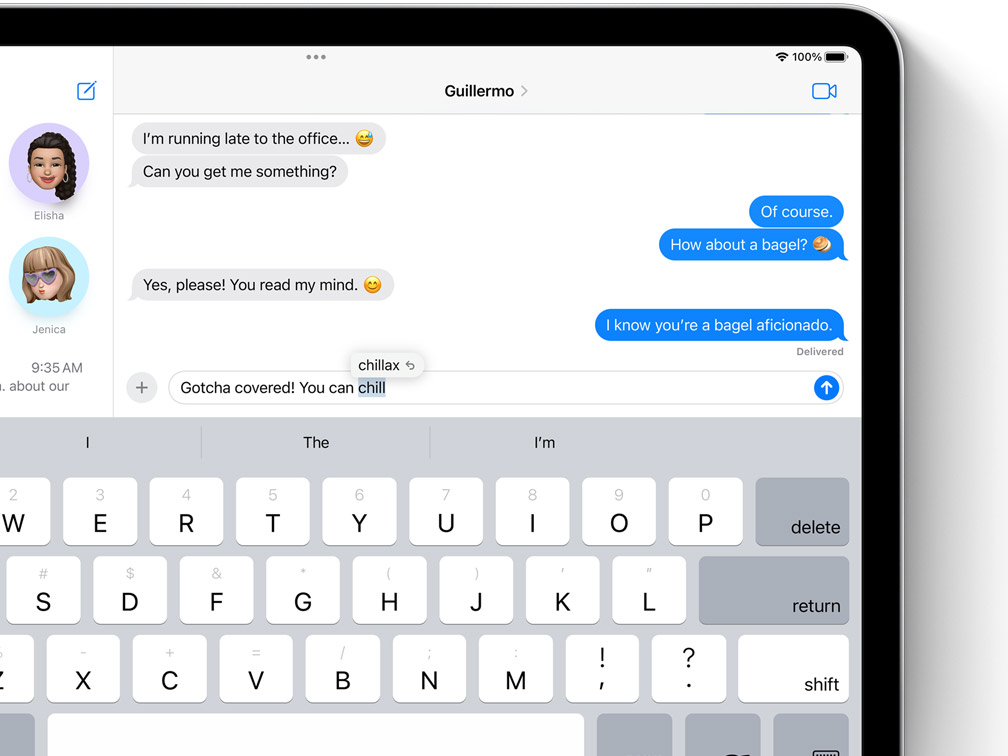 100%
Guillermo
I'm running late to the office... 😅
Can you get me something?
Elisha
Of course.
How about a bagel? 🥯
Yes, please! You read my mind. 😊
Jenica
I know you're a bagel aficionado.
Delivered
9:35 AM
. about our
chillax
Gotcha covered! You can chill
I The I'm
2 3 4 5 6 7 8 9 0
W E R T Y U I O P delete
# $ & * ( ) ' "
S D F G H J K L return
- + = / ; : ! ?
Z X C V B N M , . shift